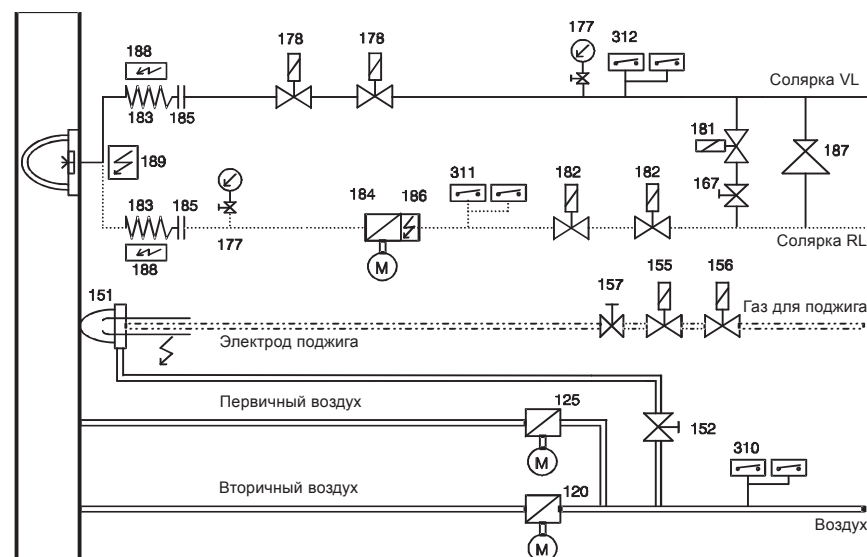 177
312
188
178
178
Солярка VL
183
185
181
187
189
311
182
182
183
185
184
186
167
M
177
Солярка RL
188
151
157
155
156
Газ для поджига
Электрод поджига
Первичный воздух
125
152
M
310
Вторичный воздух
120
Воздух
M